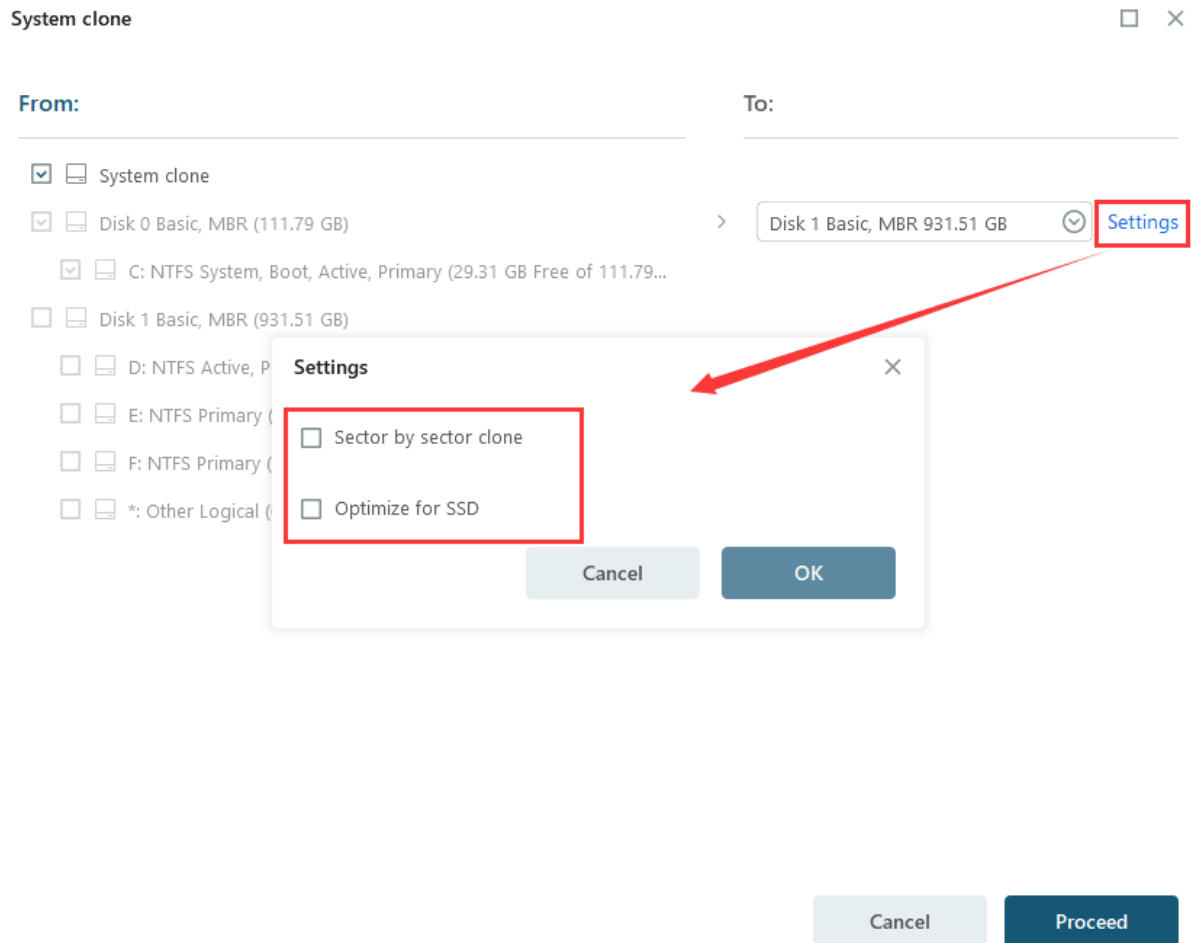 System clone
From:
To:
System clone
Disk 0 Basic, MBR (111.79 GB)
Disk 1 Basic, MBR 931.51 GB
Settings
C: NTFS System, Boot, Active, Primary (29.31 GB Free of 111.79...
Disk 1 Basic, MBR (931.51 GB)
D: NTFS Active, P
E: NTFS Primary (
F: NTFS Primary (
*: Other Logical (
Settings
Sector by sector clone
Optimize for SSD
Cancel
OK
Cancel
Proceed